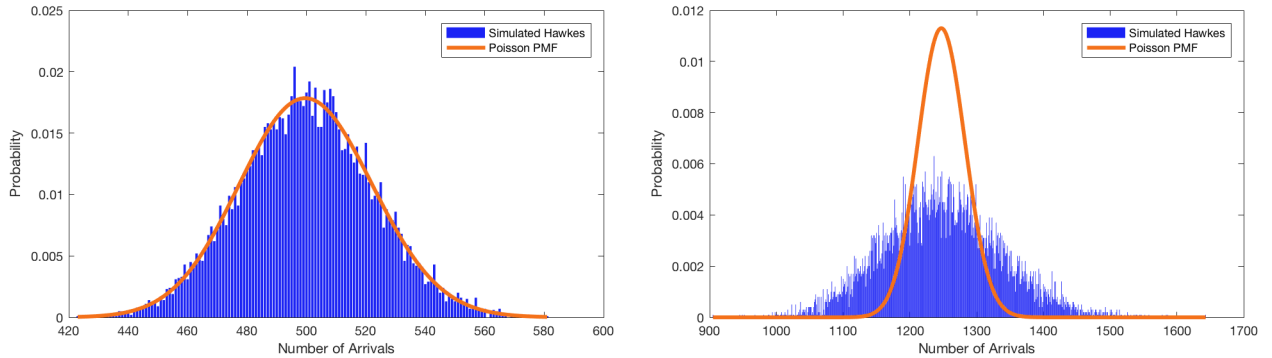 0.025
0.02
0.015
0.01
0.005
0
Probability
420 440 460 480 500 520 540 560 580 600
Number of Arrivals
Simulated Hawkes
Poisson PMF
0.012
0.01
0.008
0.006
0.004
0.002
0
Probability
900 1000 1100 1200 1300 1400 1500 1600 1700
Number of Arrivals
Simulated Hawkes
Poisson PMF